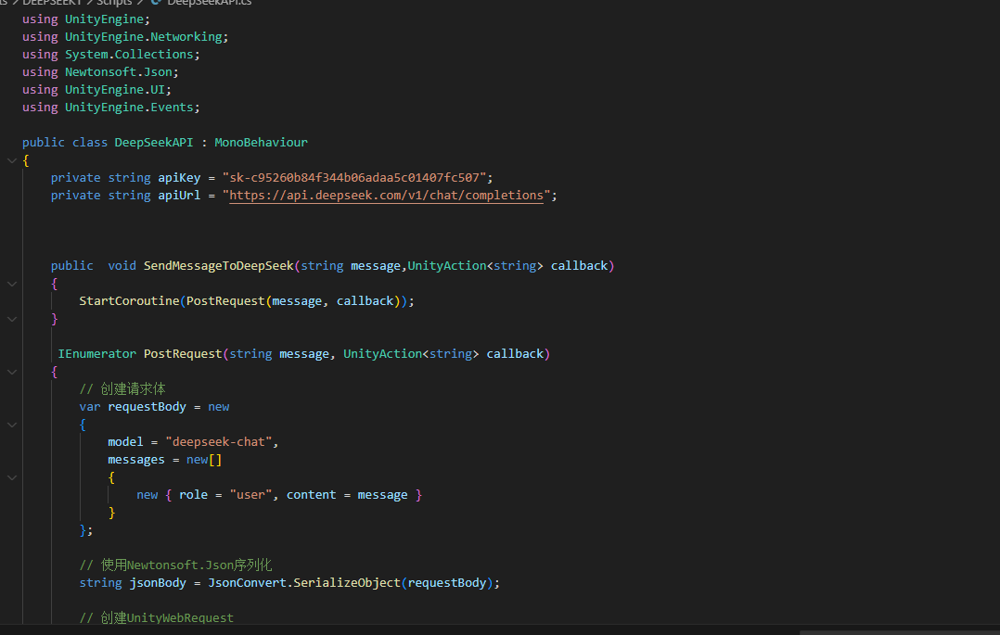 ts > DEEPSEEKT > Scripts > DeepSeekAPI.cs
using UnityEngine;
using UnityEngine.Networking;
using System.Collections;
using Newtonsoft.Json;
using UnityEngine.UI;
using UnityEngine.Events;
public class DeepSeekAPI : MonoBehaviour
{
private string apiKey = "sk-c95260b84f344b06adaa5c01407fc507";
private string apiUrl = "https://api.deepseek.com/v1/chat/completions";
public  void SendMessageToDeepSeek(string message,UnityAction<string> callback)
{
StartCoroutine(PostRequest(message, callback));
}
IEnumerator PostRequest(string message, UnityAction<string> callback)
{
// 创建请求体
var requestBody = new
{
model = "deepseek-chat",
messages = new[]
{
new { role = "user", content = message }
}
};
// 使用Newtonsoft.Json序列化
string jsonBody = JsonConvert.SerializeObject(requestBody);
// 创建UnityWebRequest